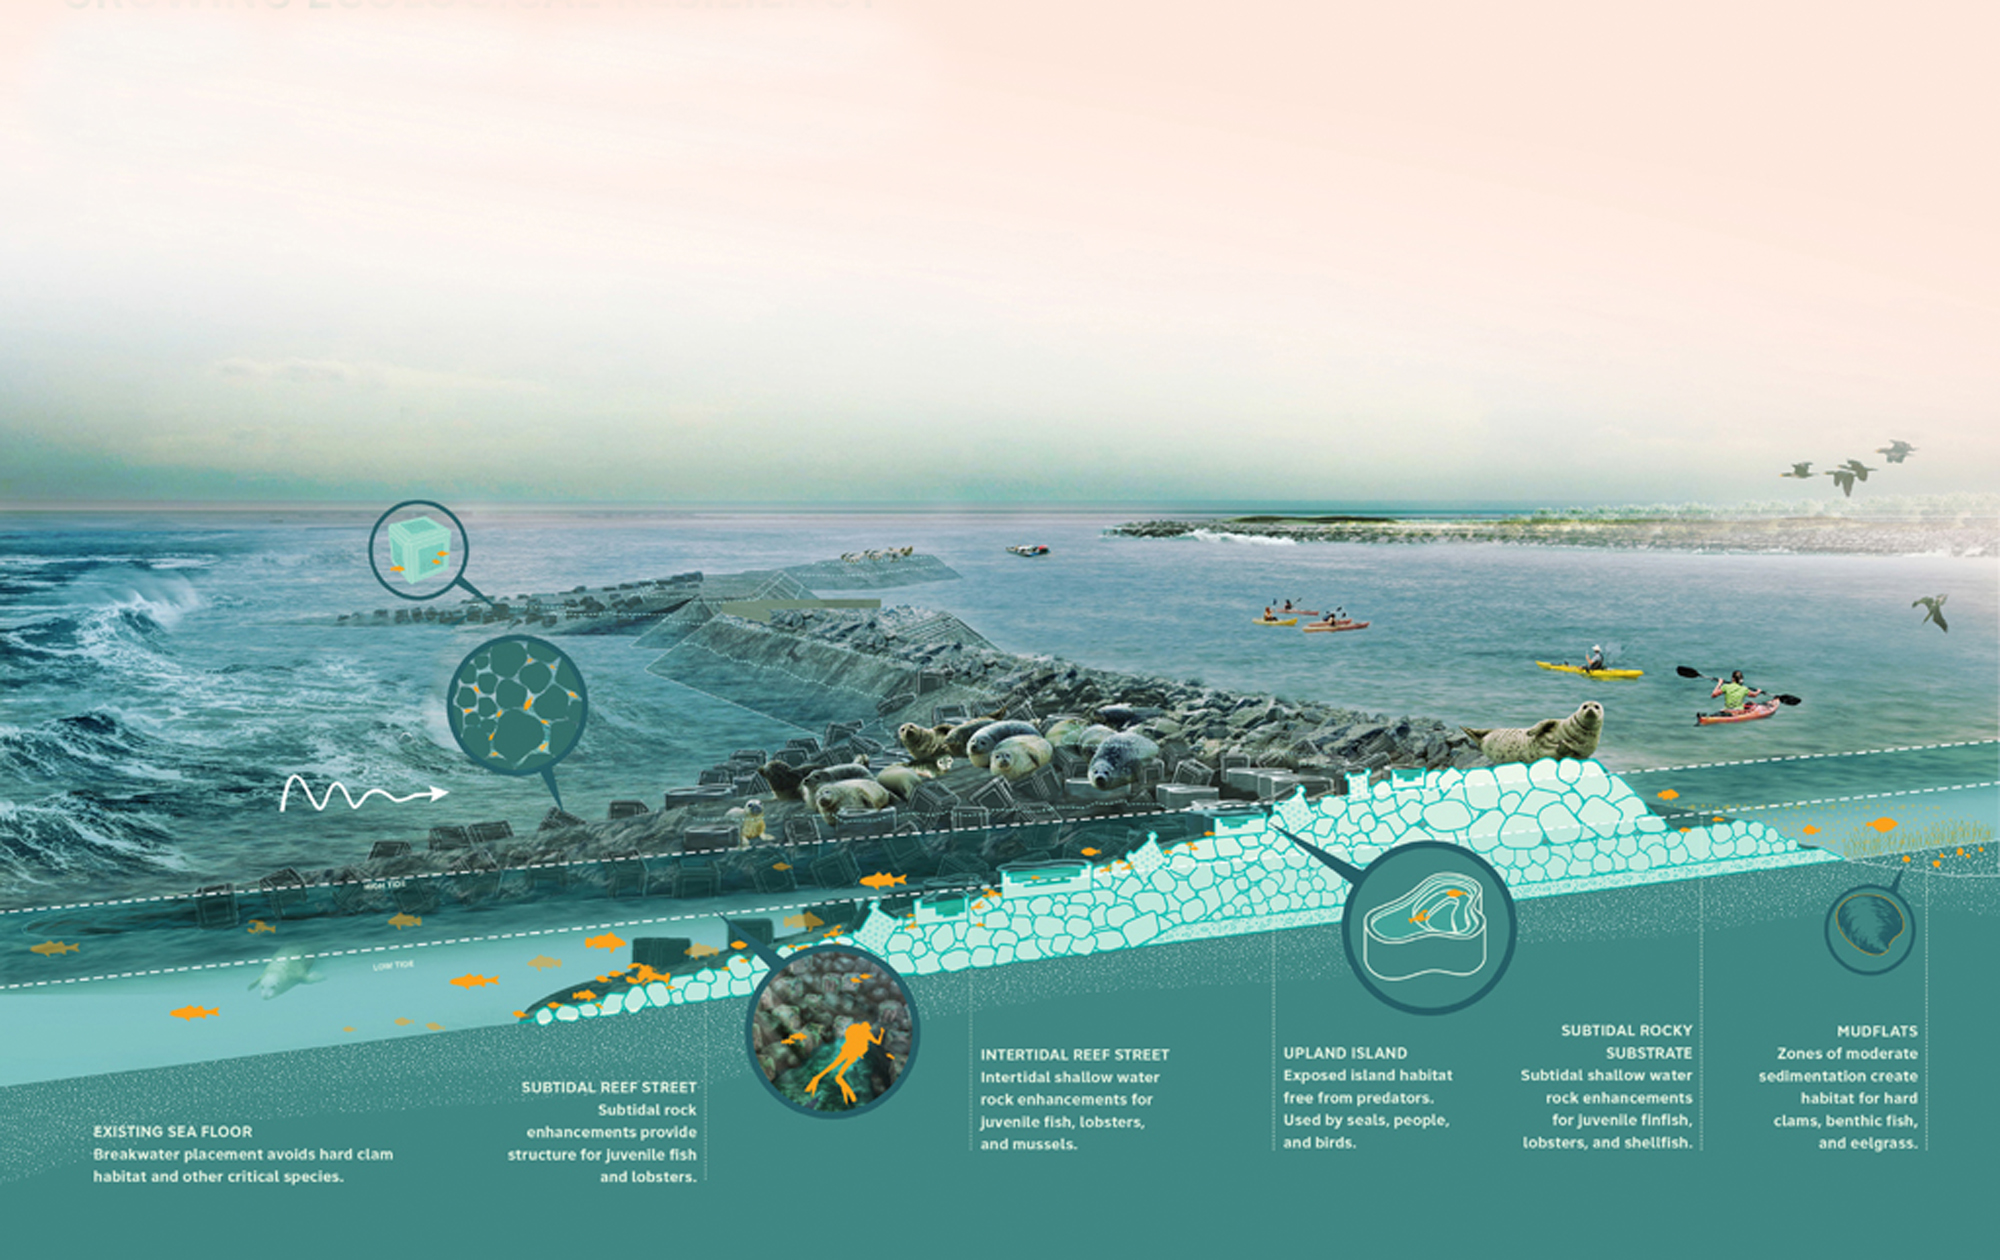 GROWING ECOLOGICAL RESILIENCY
HIGH TIDE
LOW TIDE
EXISTING SEA FLOOR
Breakwater placement avoids hard clam
habitat and other critical species.
SUBTIDAL REEF STREET
Subtidal rock
enhancements provide
structure for juvenile fish
and lobsters.
INTERTIDAL REEF STREET
Intertidal shallow water
rock enhancements for
juvenile fish, lobsters,
and mussels.
UPLAND ISLAND
Exposed island habitat
free from predators.
Used by seals, people,
and birds.
SUBTIDAL ROCKY
SUBSTRATE
Subtidal shallow water
rock enhancements
for juvenile finfish,
lobsters, and shellfish.
MUDFLATS
Zones of moderate
sedimentation create
habitat for hard
clams, benthic fish,
and eelgrass.